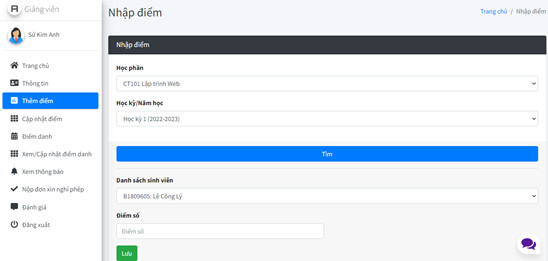 Giảng viên
Sử Kim Anh
Trang chủ
Thông tin
Thêm điểm
Cập nhật điểm
Điểm danh
Xem/Cập nhật điểm danh
Xem thông báo
Nộp đơn xin nghỉ phép
Đánh giá
Đăng xuất
Nhập điểm
Trang chủ / Nhập điểm
Nhập điểm
Học phần
CT101 Lập trình Web
Học kỳ/Năm học
Học kỳ 1 (2022-2023)
Tìm
Danh sách sinh viên
B1809605: Lê Công Lý
Điểm số
Điểm số
Lưu